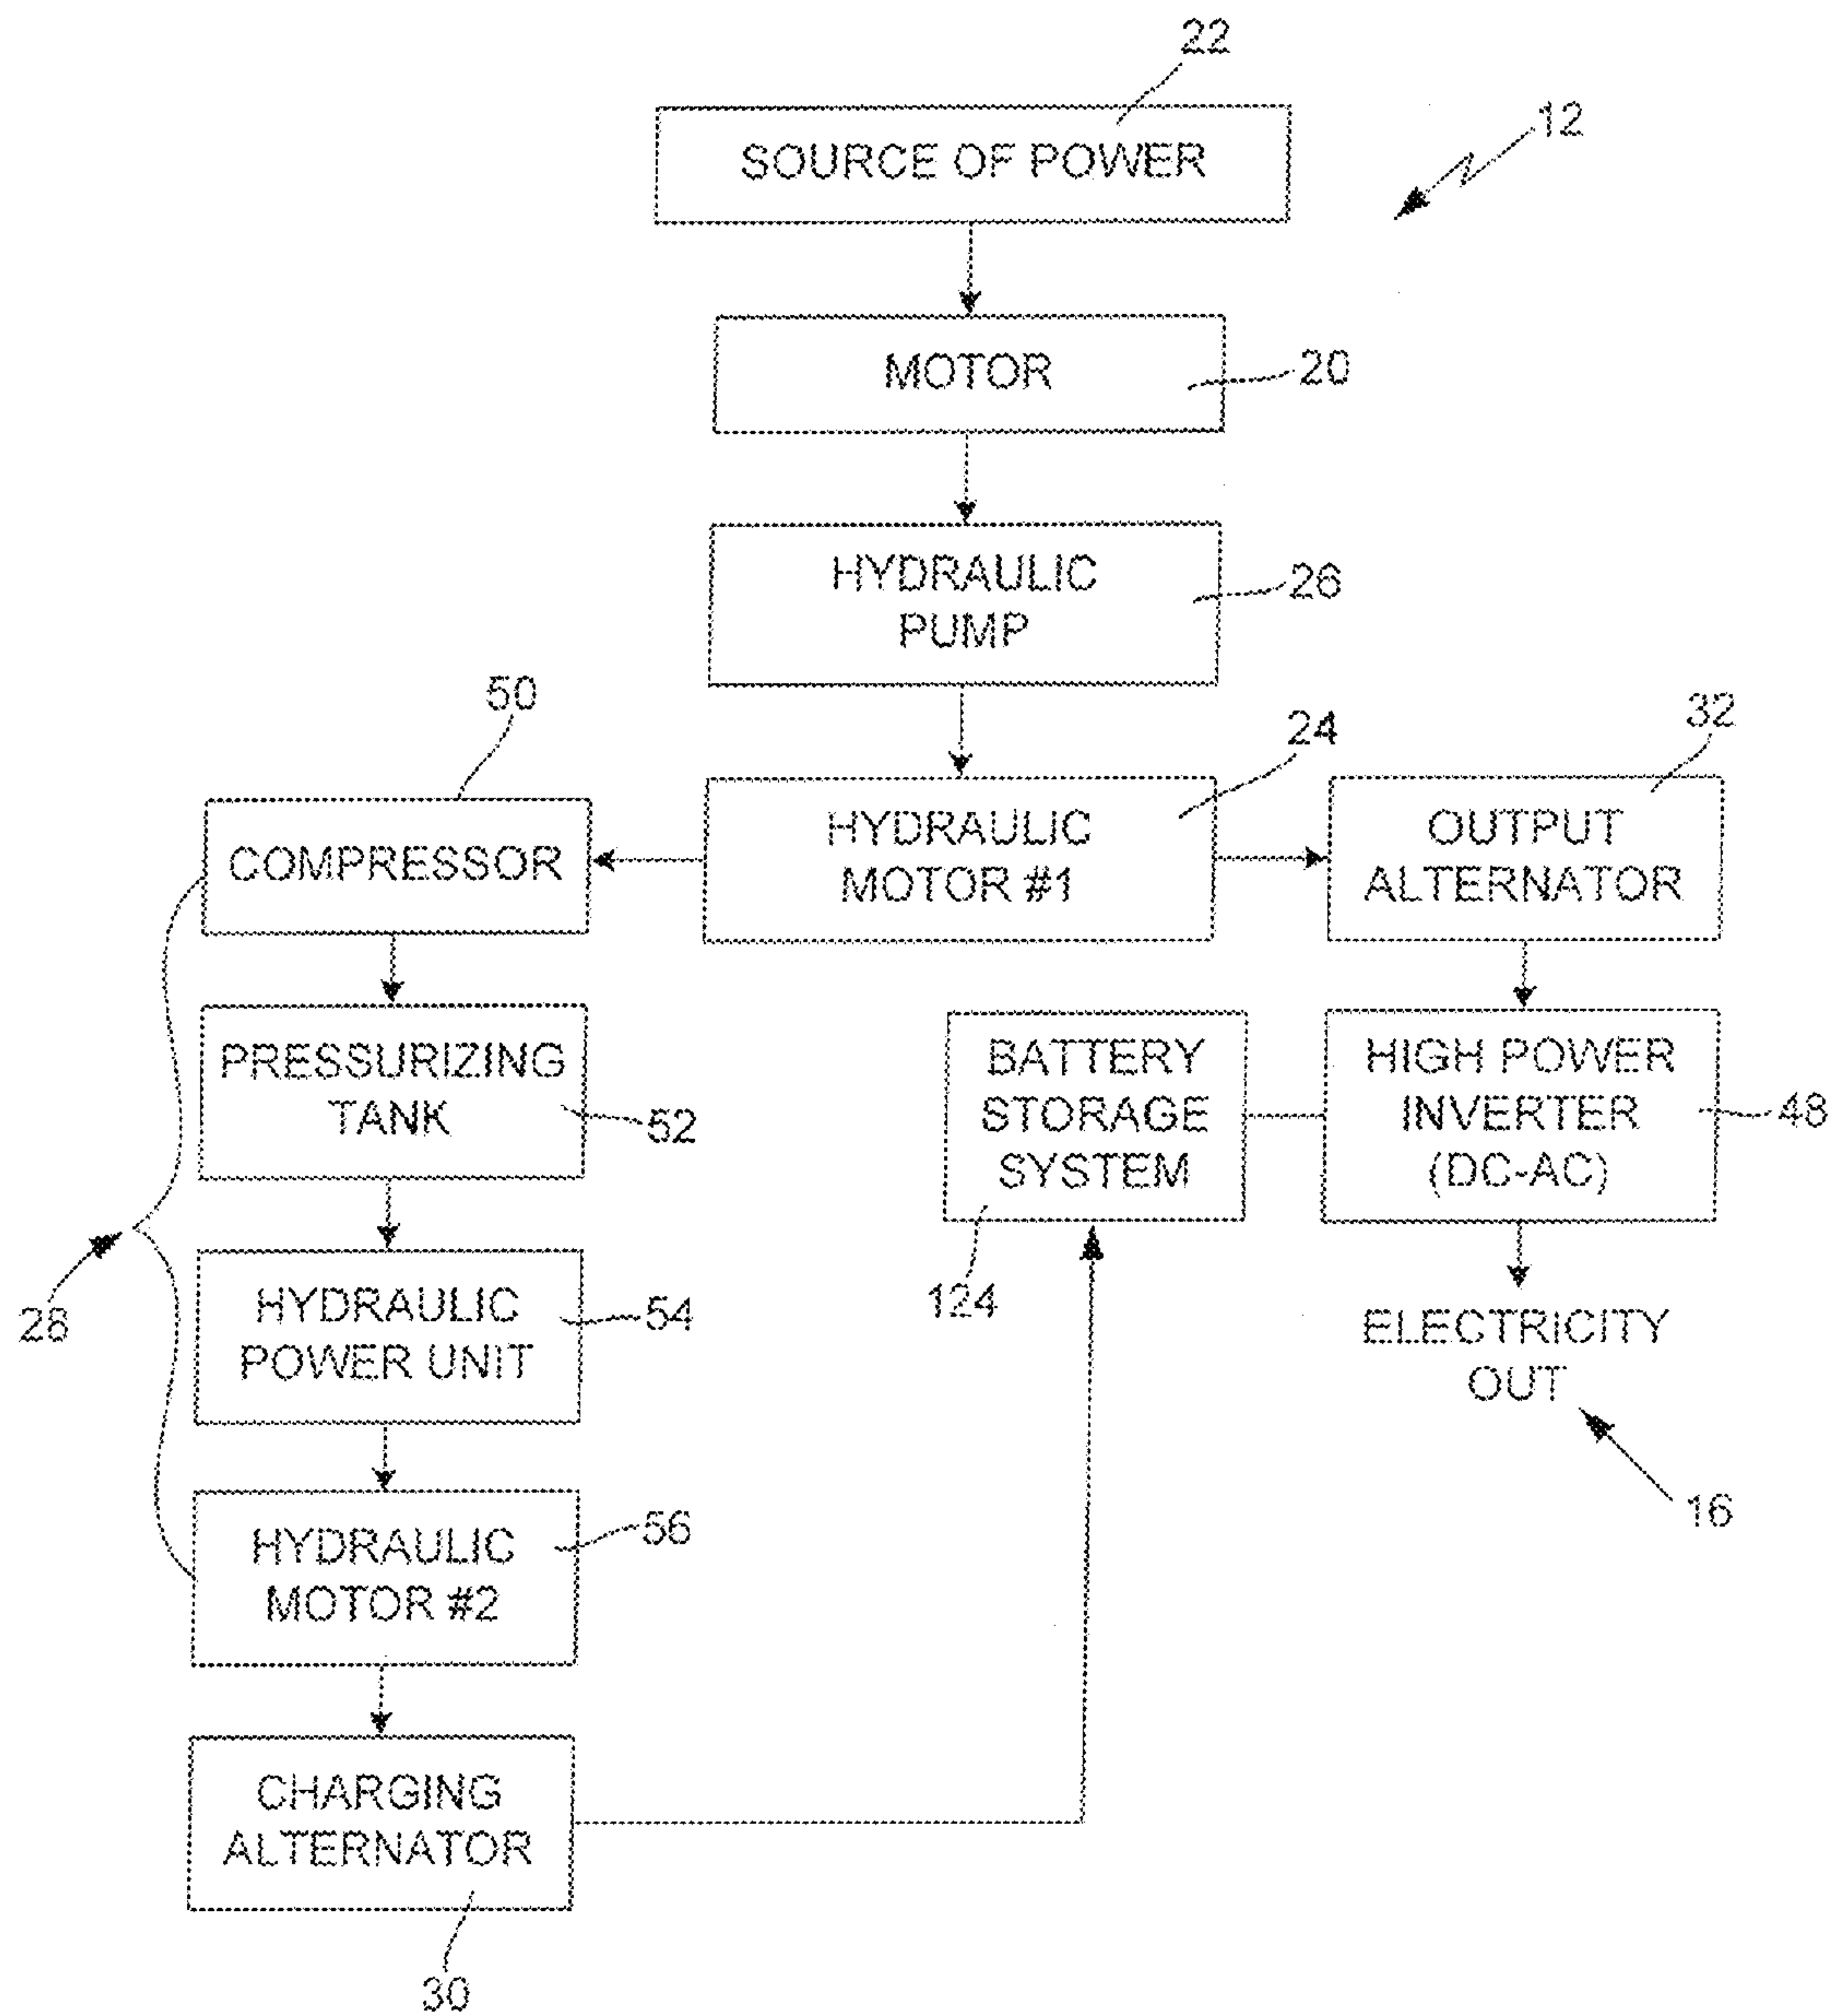 22
SOURCE OF POWER
12
MOTOR
20
HYDRAULIC
PUMP
26
50
24
32
COMPRESSOR
HYDRAULIC
MOTOR #1
OUTPUT
ALTERNATOR
PRESSURIZING
TANK
52
BATTERY
STORAGE
SYSTEM
124
HIGH POWER
INVERTER
(DC-AC)
48
28
HYDRAULIC
POWER UNIT
54
ELECTRICITY
OUT
16
HYDRAULIC
MOTOR #2
56
CHARGING
ALTERNATOR
30